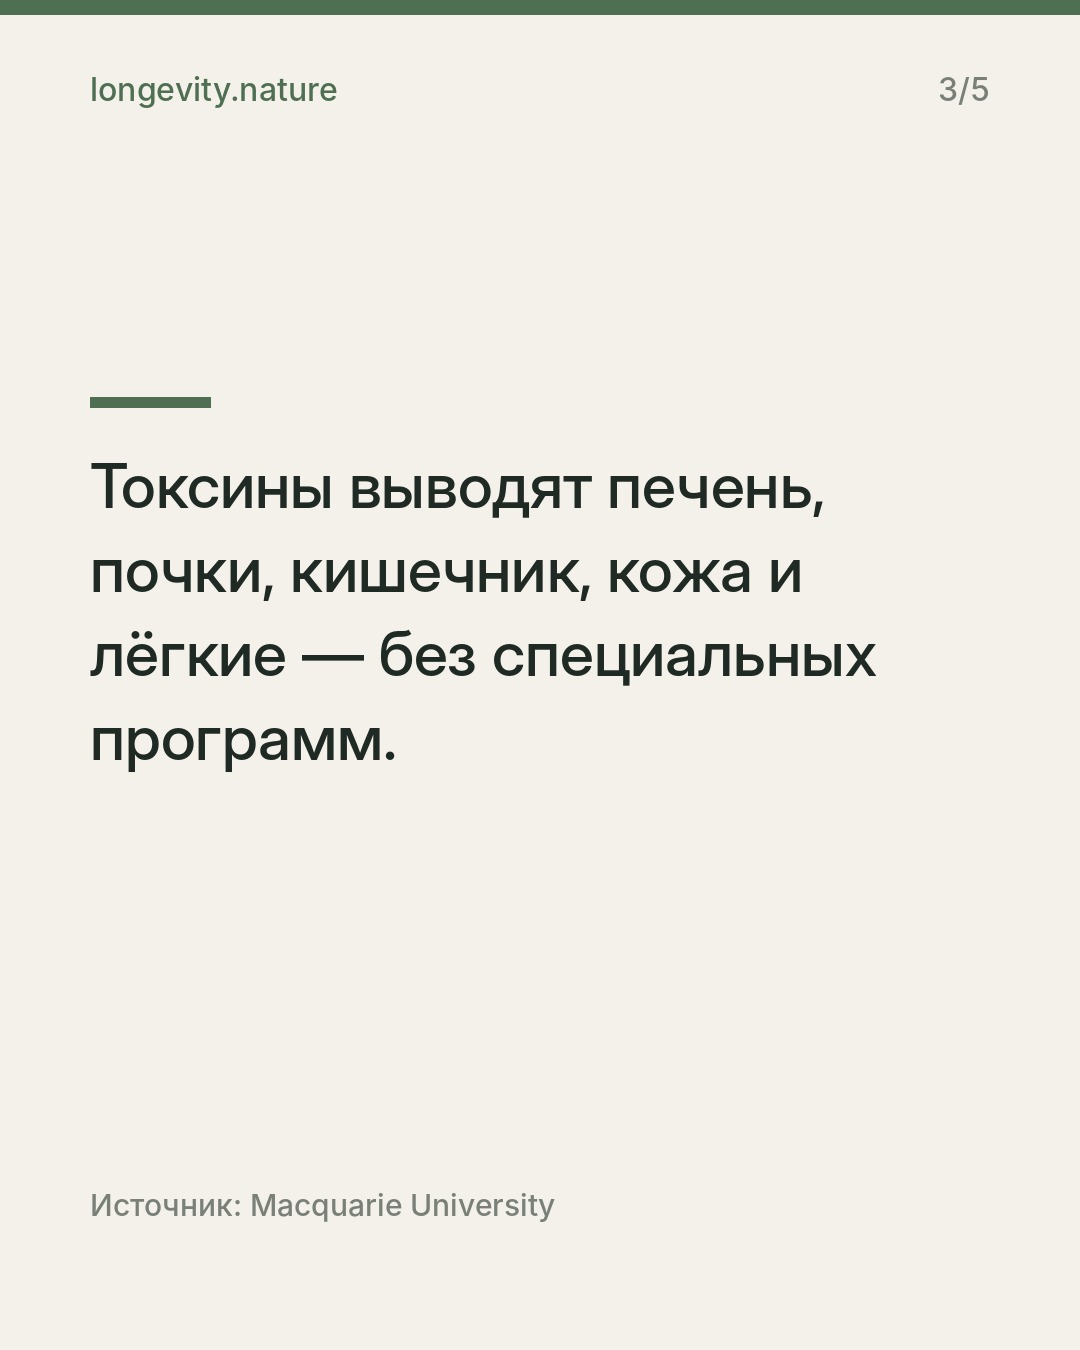 longevity.nature
3/5
Токсины выводят печень,
почки, кишечник, кожа и
лёгкие — без специальных
программ.
Источник: Macquarie University